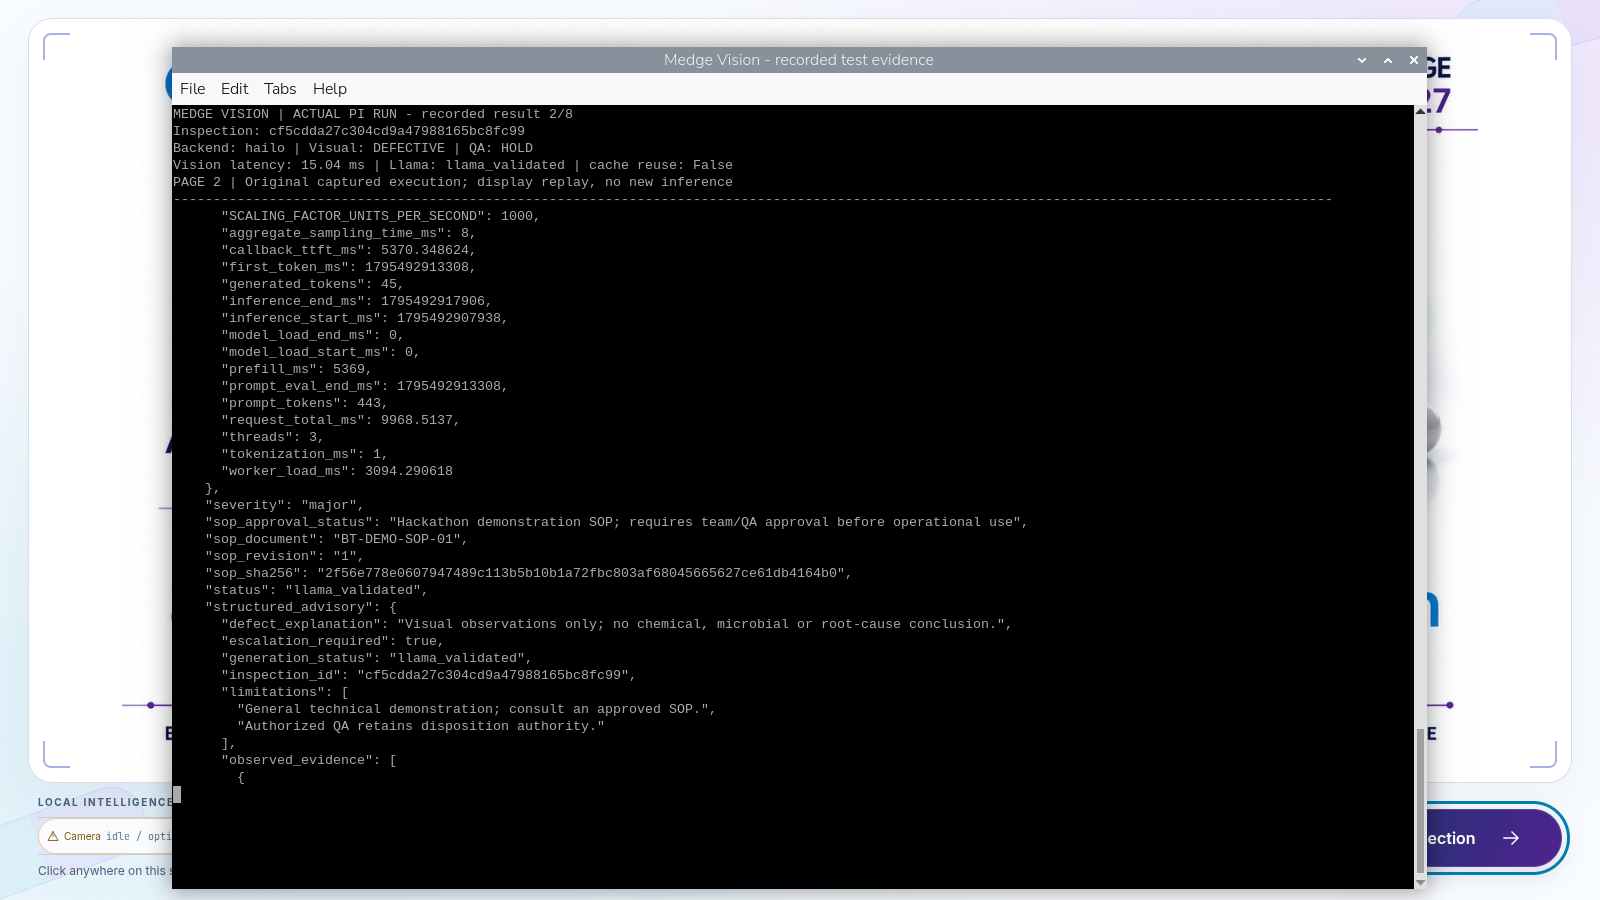 Medge Vision - recorded test evidence
File Edit Tabs Help
MEDGE VISION | ACTUAL PI RUN - recorded result 2/8
Inspection: cf5cdda27c304cd9a47988165bc8fc99
Backend: hailo | Visual: DEFECTIVE | QA: HOLD
Vision latency: 15.04 ms | Llama: llama_validated | cache reuse: False
PAGE 2 | Original captured execution; display replay, no new inference
-------------------------------------------------------------------------------------------------------------------------------------------------
"SCALING_FACTOR_UNITS_PER_SECOND": 1000,
"aggregate_sampling_time_ms": 8,
"callback_ttft_ms": 5370.348624,
"first_token_ms": 1795492913308,
"generated_tokens": 45,
"inference_end_ms": 1795492917906,
"inference_start_ms": 1795492907938,
"model_load_end_ms": 0,
"model_load_start_ms": 0,
"prefill_ms": 5369,
"prompt_eval_end_ms": 1795492913308,
"prompt_tokens": 443,
"request_total_ms": 9968.5137,
"threads": 3,
"tokenization_ms": 1,
"worker_load_ms": 3094.290618
},
"severity": "major",
"sop_approval_status": "Hackathon demonstration SOP; requires team/QA approval before operational use",
"sop_document": "BT-DEMO-SOP-01",
"sop_revision": "1",
"sop_sha256": "2f56e778e0607947489c113b5b10b1a72fbc803af68045665627ce61db4164b0",
"status": "llama_validated",
"structured_advisory": {
"defect_explanation": "Visual observations only; no chemical, microbial or root-cause conclusion.",
"escalation_required": true,
"generation_status": "llama_validated",
"inspection_id": "cf5cdda27c304cd9a47988165bc8fc99",
"limitations": [
"General technical demonstration; consult an approved SOP.",
"Authorized QA retains disposition authority."
],
"observed_evidence": [
{
GE
27
E
LOCAL INTELLIGENCE
Camera idle / opti
Click anywhere on this s
ection